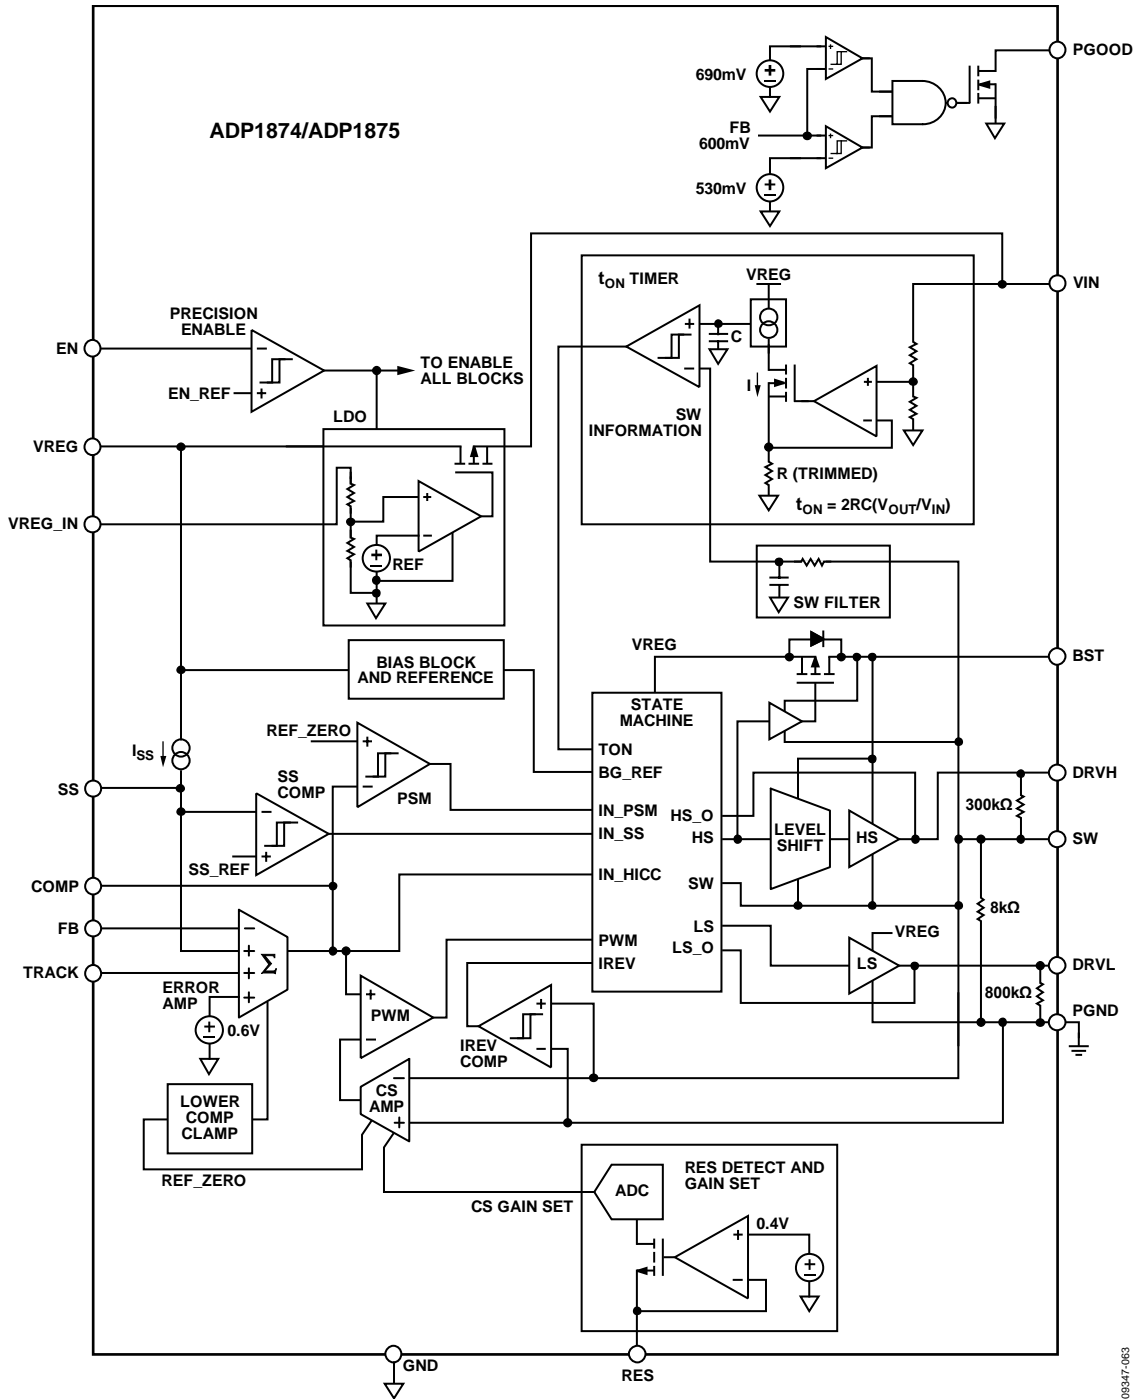 PGOOD
690mV
FB
600mV
530mV
ADP1874/ADP1875
VIN
tON TIMER
VREG
C
I
SW
INFORMATION
R (TRIMMED)
tON = 2RC(VOUT/VIN)
PRECISION
ENABLE
EN
EN_REF
TO ENABLE
ALL BLOCKS
LDO
VREG
VREG_IN
REF
SW FILTER
BIAS BLOCK
AND REFERENCE
VREG
BST
STATE
MACHINE
TON
BG_REF
IN_PSM
IN_SS
IN_HICC
PWM
IREV
HS_O
HS
SW
LS
LS_O
ISS
REF_ZERO
PSM
SS
SS
COMP
SS_REF
LEVEL
SHIFT
HS
DRVH
300kΩ
SW
8kΩ
VREG
LS
DRVL
800kΩ
PGND
COMP
FB
TRACK
ERROR
AMP
Σ
0.6V
PWM
IREV
COMP
CS
AMP
LOWER
COMP
CLAMP
REF_ZERO
CS GAIN SET
RES DETECT AND
GAIN SET
ADC
0.4V
GND
RES
09347-063